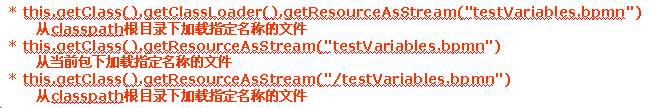 * this.getClass().getClassLoader().getResourceAsStream("testVariables.bpmn")
从classpath根目录下加载指定名称的文件
* this.getClass().getResourceAsStream("testVariables.bpmn")
从当前包下加载指定名称的文件
* this.getClass().getResourceAsStream("/testVariables.bpmn")
从classpath根目录下加载指定名称的文件